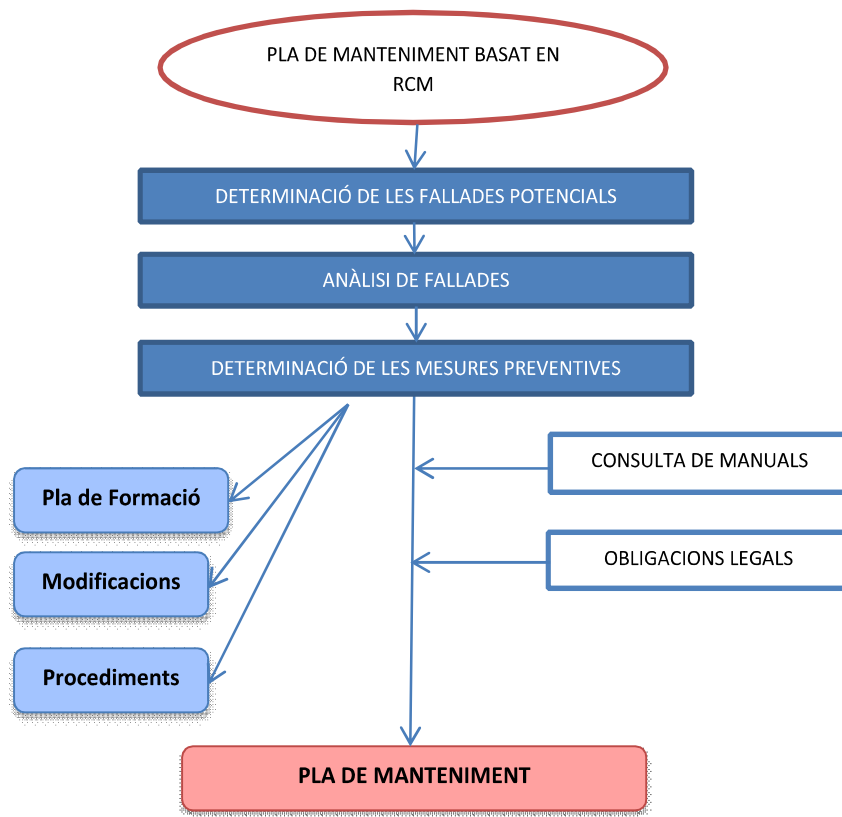 PLA DE MANTENIMENT BASAT EN
RCM
DETERMINACIÓ DE LES FALLADES POTENCIALS
ANÀLISI DE FALLADES
DETERMINACIÓ DE LES MESURES PREVENTIVES
CONSULTA DE MANUALS
Pla de Formació
OBLIGACIONS LEGALS
Modificacions
Procediments
PLA DE MANTENIMENT